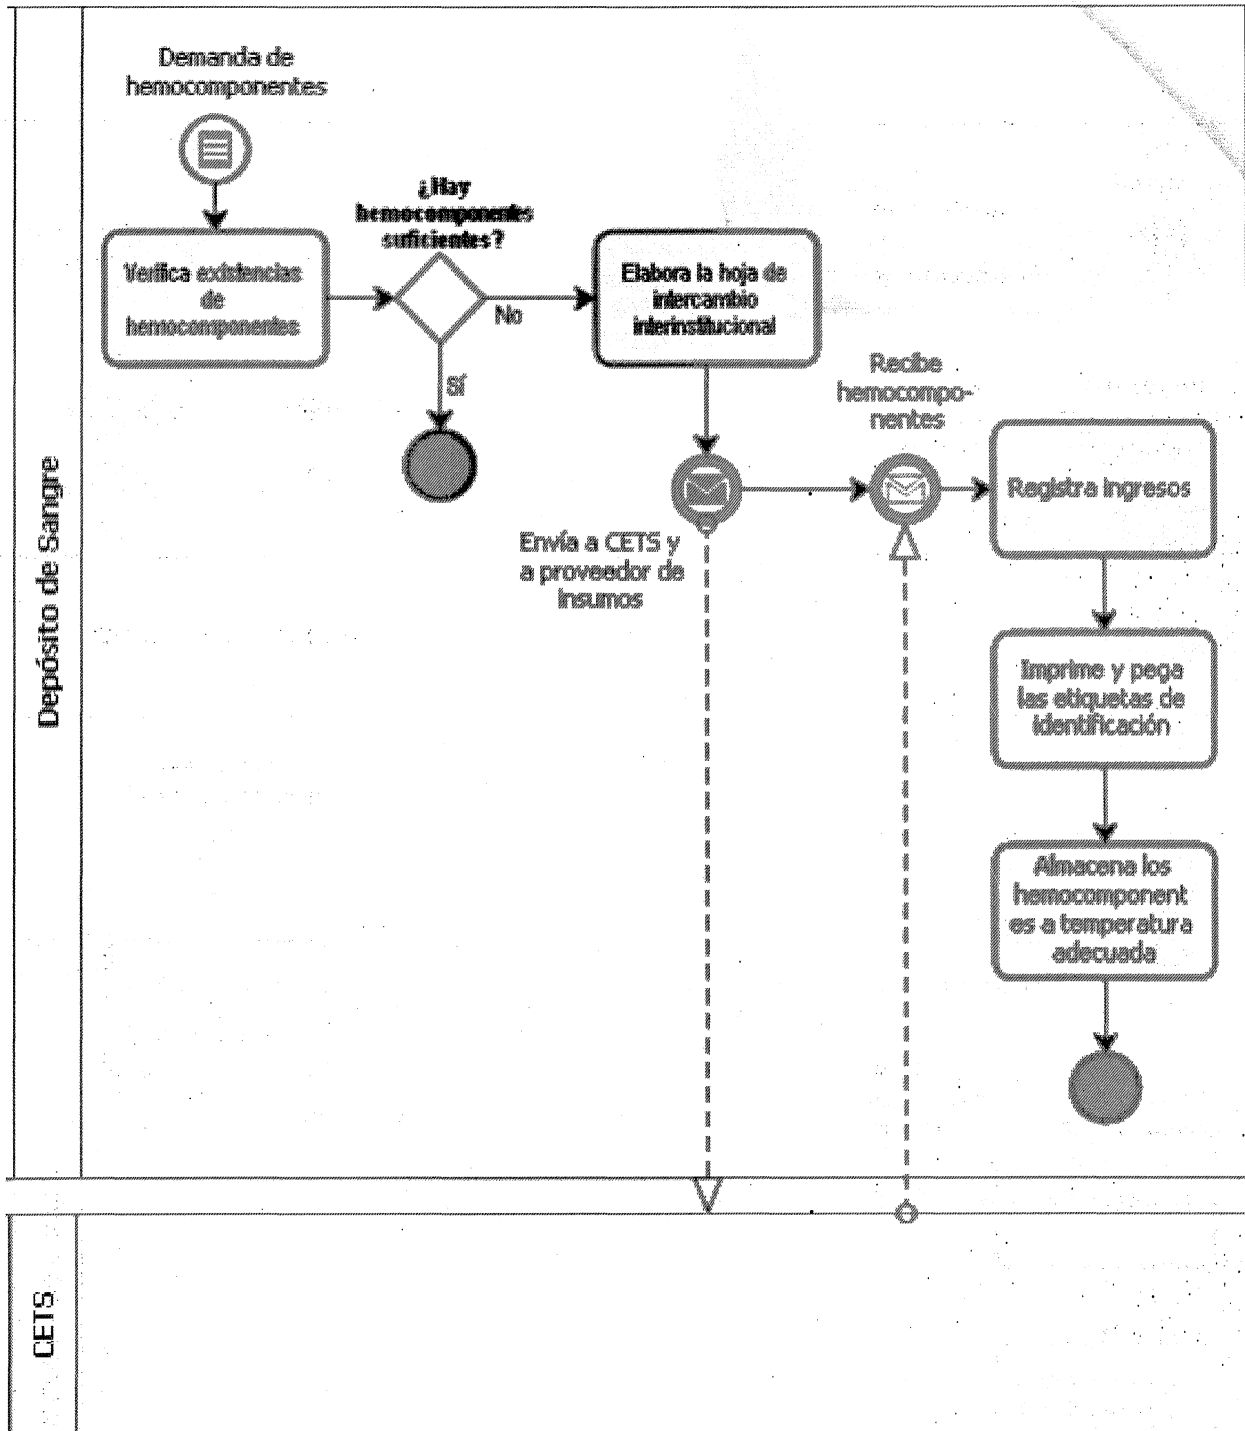 Demanda de
hemocomponentes
¿Hay
hemocomponentes
suficientes?
Verifica existencias
de
hemocomponentes
No
Sí
Elabora la hoja de
intercambio
interinstitucional
Envía a CETS y
a proveedor de
insumos
Recibe
hemocompo-
nentes
Registra ingresos
Imprime y pega
las etiquetas de
identificación
Almacena los
hemocomponent
es a temperatura
adecuada
Depósito de Sangre
CETS